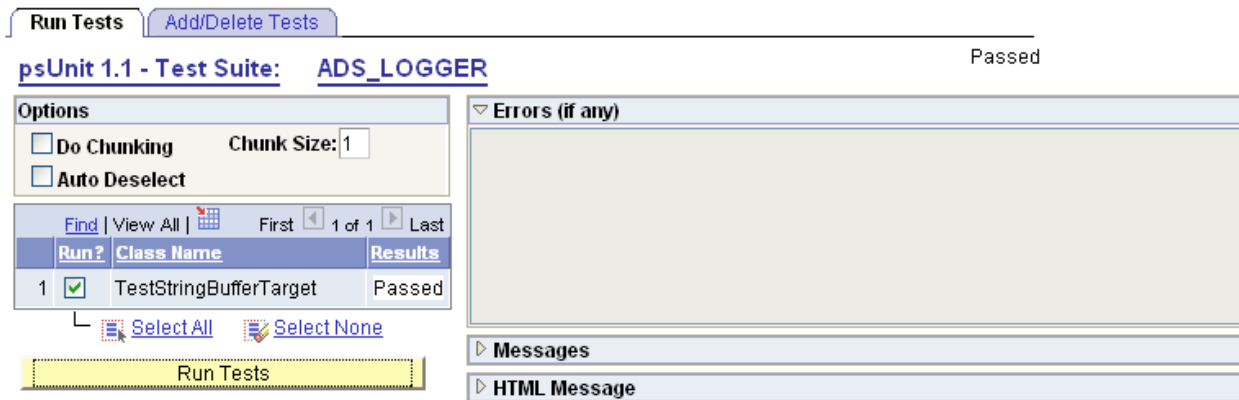 Run Tests
Add/Delete Tests
Passed
psUnit 1.1 - Test Suite: ADS_LOGGER
Options
Do Chunking Chunk Size: 1
Auto Deselect
Find | View All | First 1 of 1 Last
Run? Class Name Results
1 TestStringBufferTarget Passed
Select All Select None
Run Tests
Errors (if any)
Messages
HTML Message